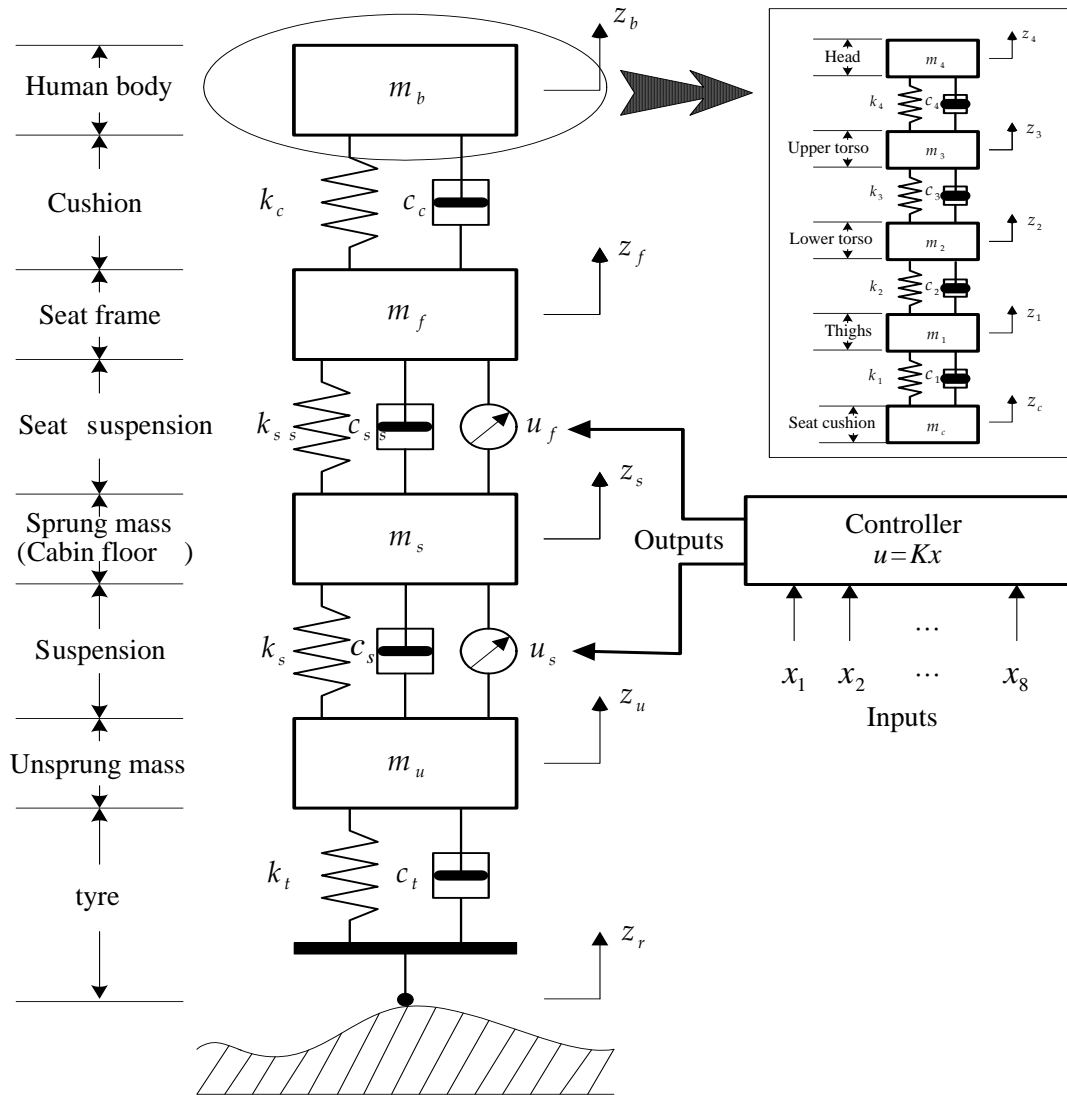 Human body
Cushion
Seat frame
Seat suspension
Sprung mass
(Cabin floor )
Suspension
Unsprung mass
tyre
z_b
m_b
k_c
c_c
z_f
m_f
k_ss
c_ss
u_f
z_s
m_s
k_s
c_s
u_s
z_u
m_u
k_t
c_t
z_r
Head
m_4
z_4
k_4
c_4
Upper torso
m_3
z_3
k_3
c_3
Lower torso
m_2
z_2
k_2
c_2
Thighs
m_1
z_1
k_1
c_1
Seat cushion
m_c
z_c
Outputs
Controller
u=Kx
...
x_1 x_2 ... x_8
Inputs